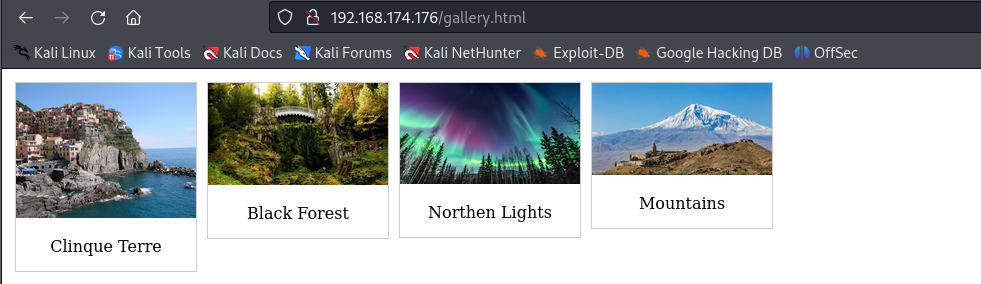 192.168.174.176/gallery.html
Kali Linux Kali Tools Kali Docs Kali Forums Kali NetHunter Exploit-DB Google Hacking DB OffSec
Clinque Terre
Black Forest
Northen Lights
Mountains